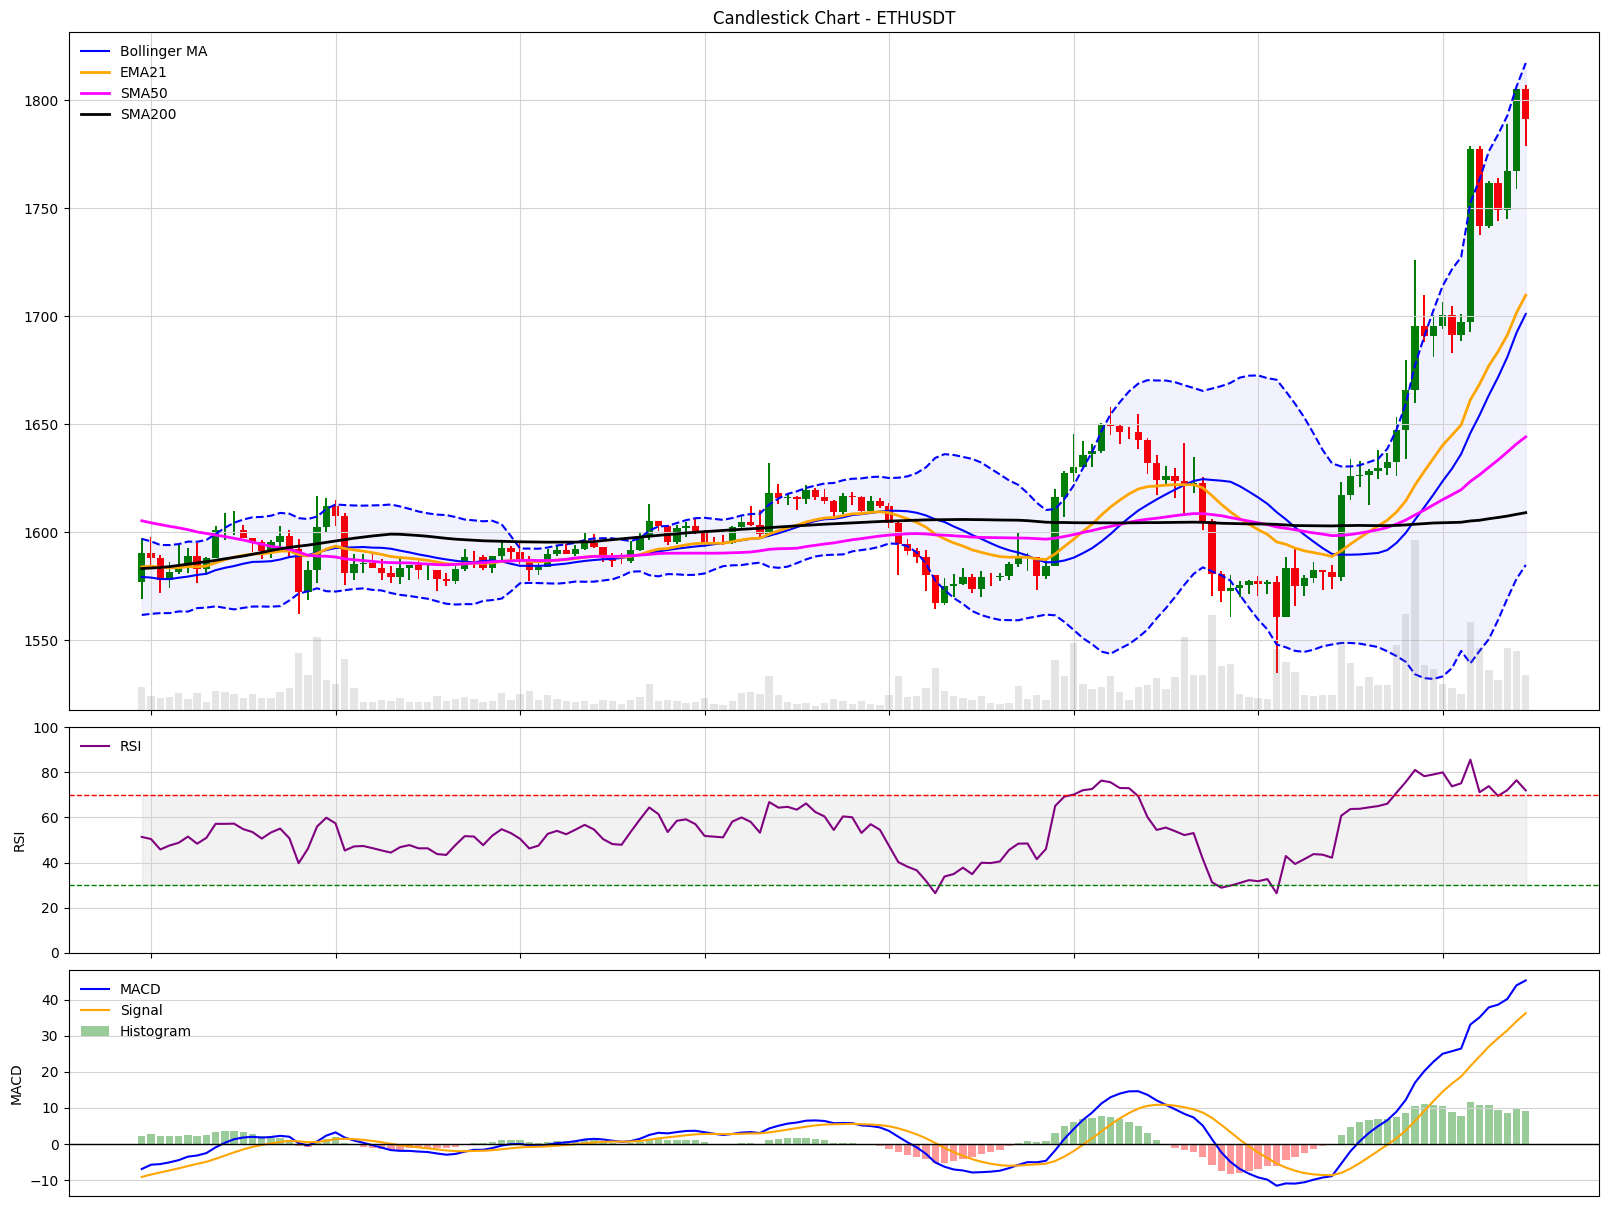 Candlestick Chart - ETHUSDT
Bollinger MA
EMA21
SMA50
SMA200
1800
1750
1700
1650
1600
1550
RSI
100
80
60
40
20
0
RSI
MACD
Signal
Histogram
40
30
20
10
0
−10
MACD